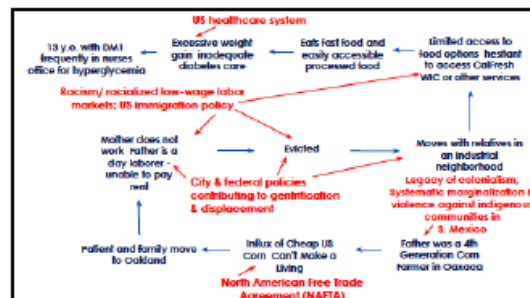 US healthcare system
13 y.o. with DM1
frequently in nurses
office for hyperglycemia
Excessive weight
gain inadequate
diabetes care
Eats Fast Food and
easily accessible
processed food
Limited access to
food options hesitant
to access CalFresh
WIC or other services
Racism/ racialized low-wage labor
markets; US immigration policy
Mother does not
work Father is a
day laborer -
unable to pay
rent
Evicted
Moves with relatives in
an industrial
neighborhood
City & federal policies
contributing to gentrification
& displacement
Legacy of colonialism;
Systematic marginalization &
violence against indigenous
communities in
S. Mexico
Patient and family move
to Oakland
Influx of Cheap US
Corn Can't Make a
Living
Father was a 4th
Generation Corn
Farmer in Oaxaca
North American Free Trade
Agreement (NAFTA)